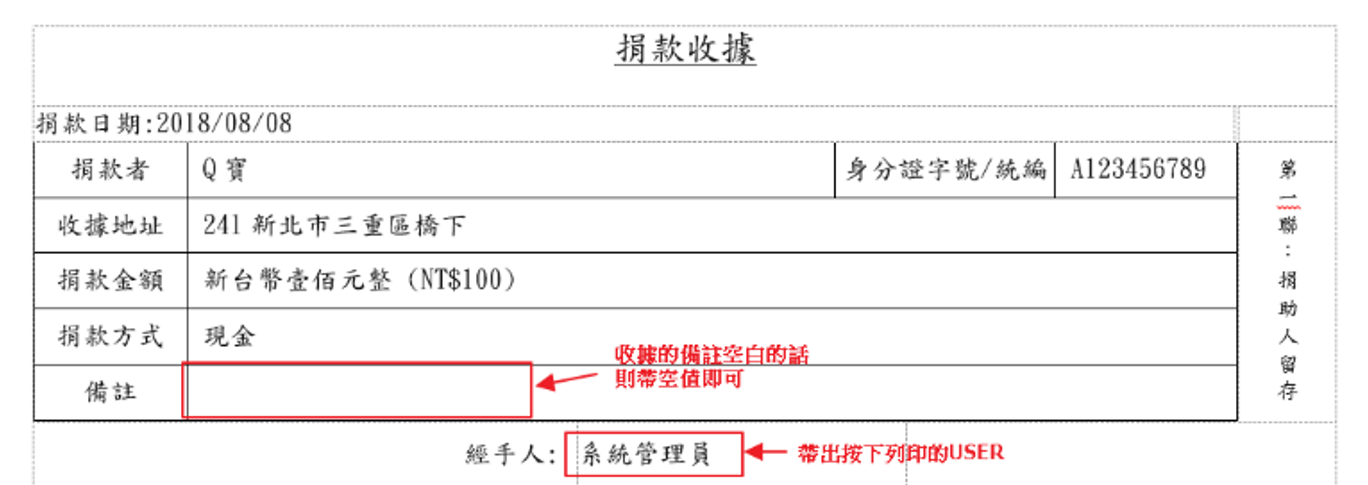 捐款收據
捐款日期:2018/08/08
捐款者 Q寶 身分證字號/統編 A123456789
收據地址 241 新北市三重區橋下
捐款金額 新台幣壹佰元整 (NT$100)
捐款方式 現金
備註
收據的備註空白的話
則帶空值即可
第一聯:捐助人留存
經手人: 系統管理員
帶出按下列印的USER